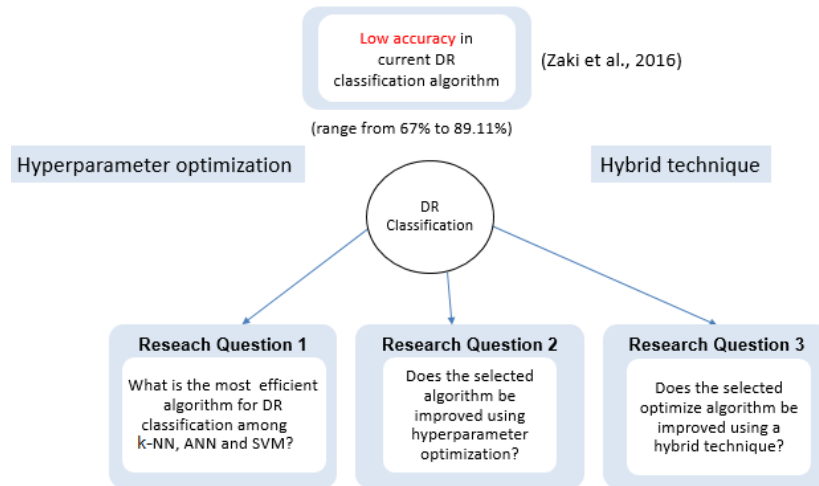 Low accuracy in
current DR
classification algorithm
(Zaki et al., 2016)
(range from 67% to 89.11%)
Hyperparameter optimization
Hybrid technique
DR
Classification
Reseach Question 1
What is the most efficient
algorithm for DR
classification among
k-NN, ANN and SVM?
Research Question 2
Does the selected
algorithm be
improved using
hyperparameter
optimization?
Research Question 3
Does the selected
optimize algorithm be
improved using a
hybrid technique?